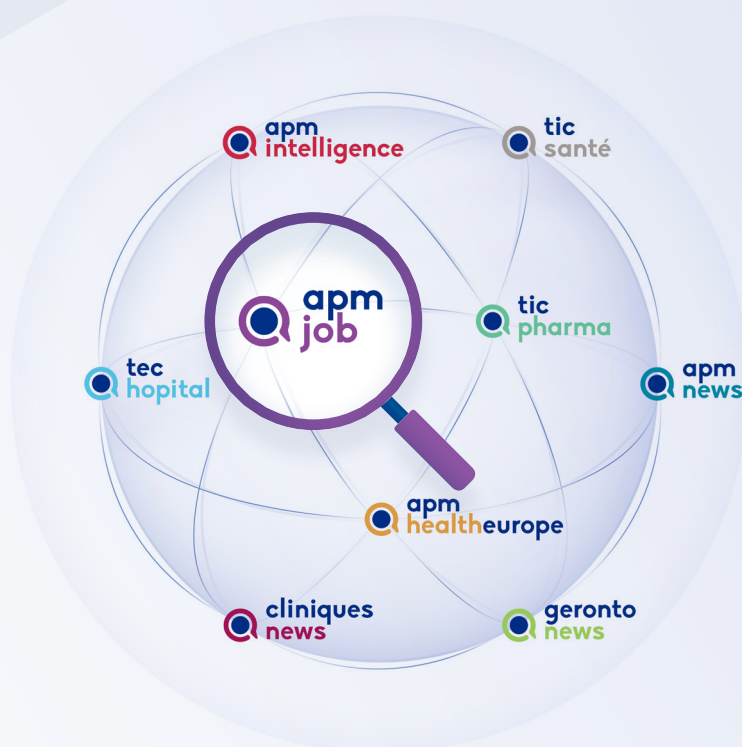 apm
intelligence
tic
santé
apm
job
tic
pharma
tec
hopital
apm
news
apm
healtheurope
cliniques
news
geronto
news